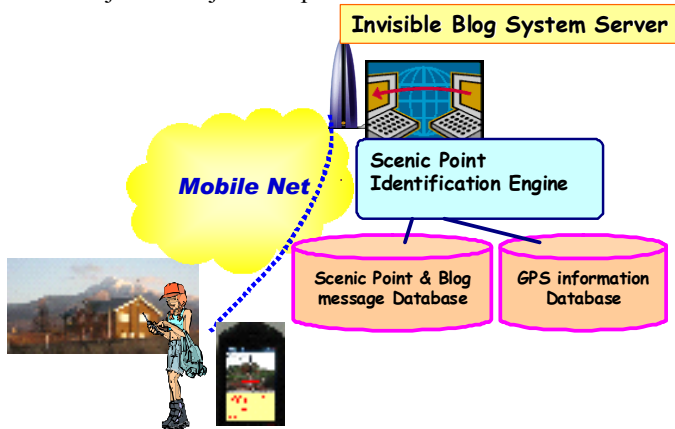 Invisible Blog System Server
Scenic Point
Identification Engine
Mobile Net
Scenic Point & Blog
message Database
GPS information
Database